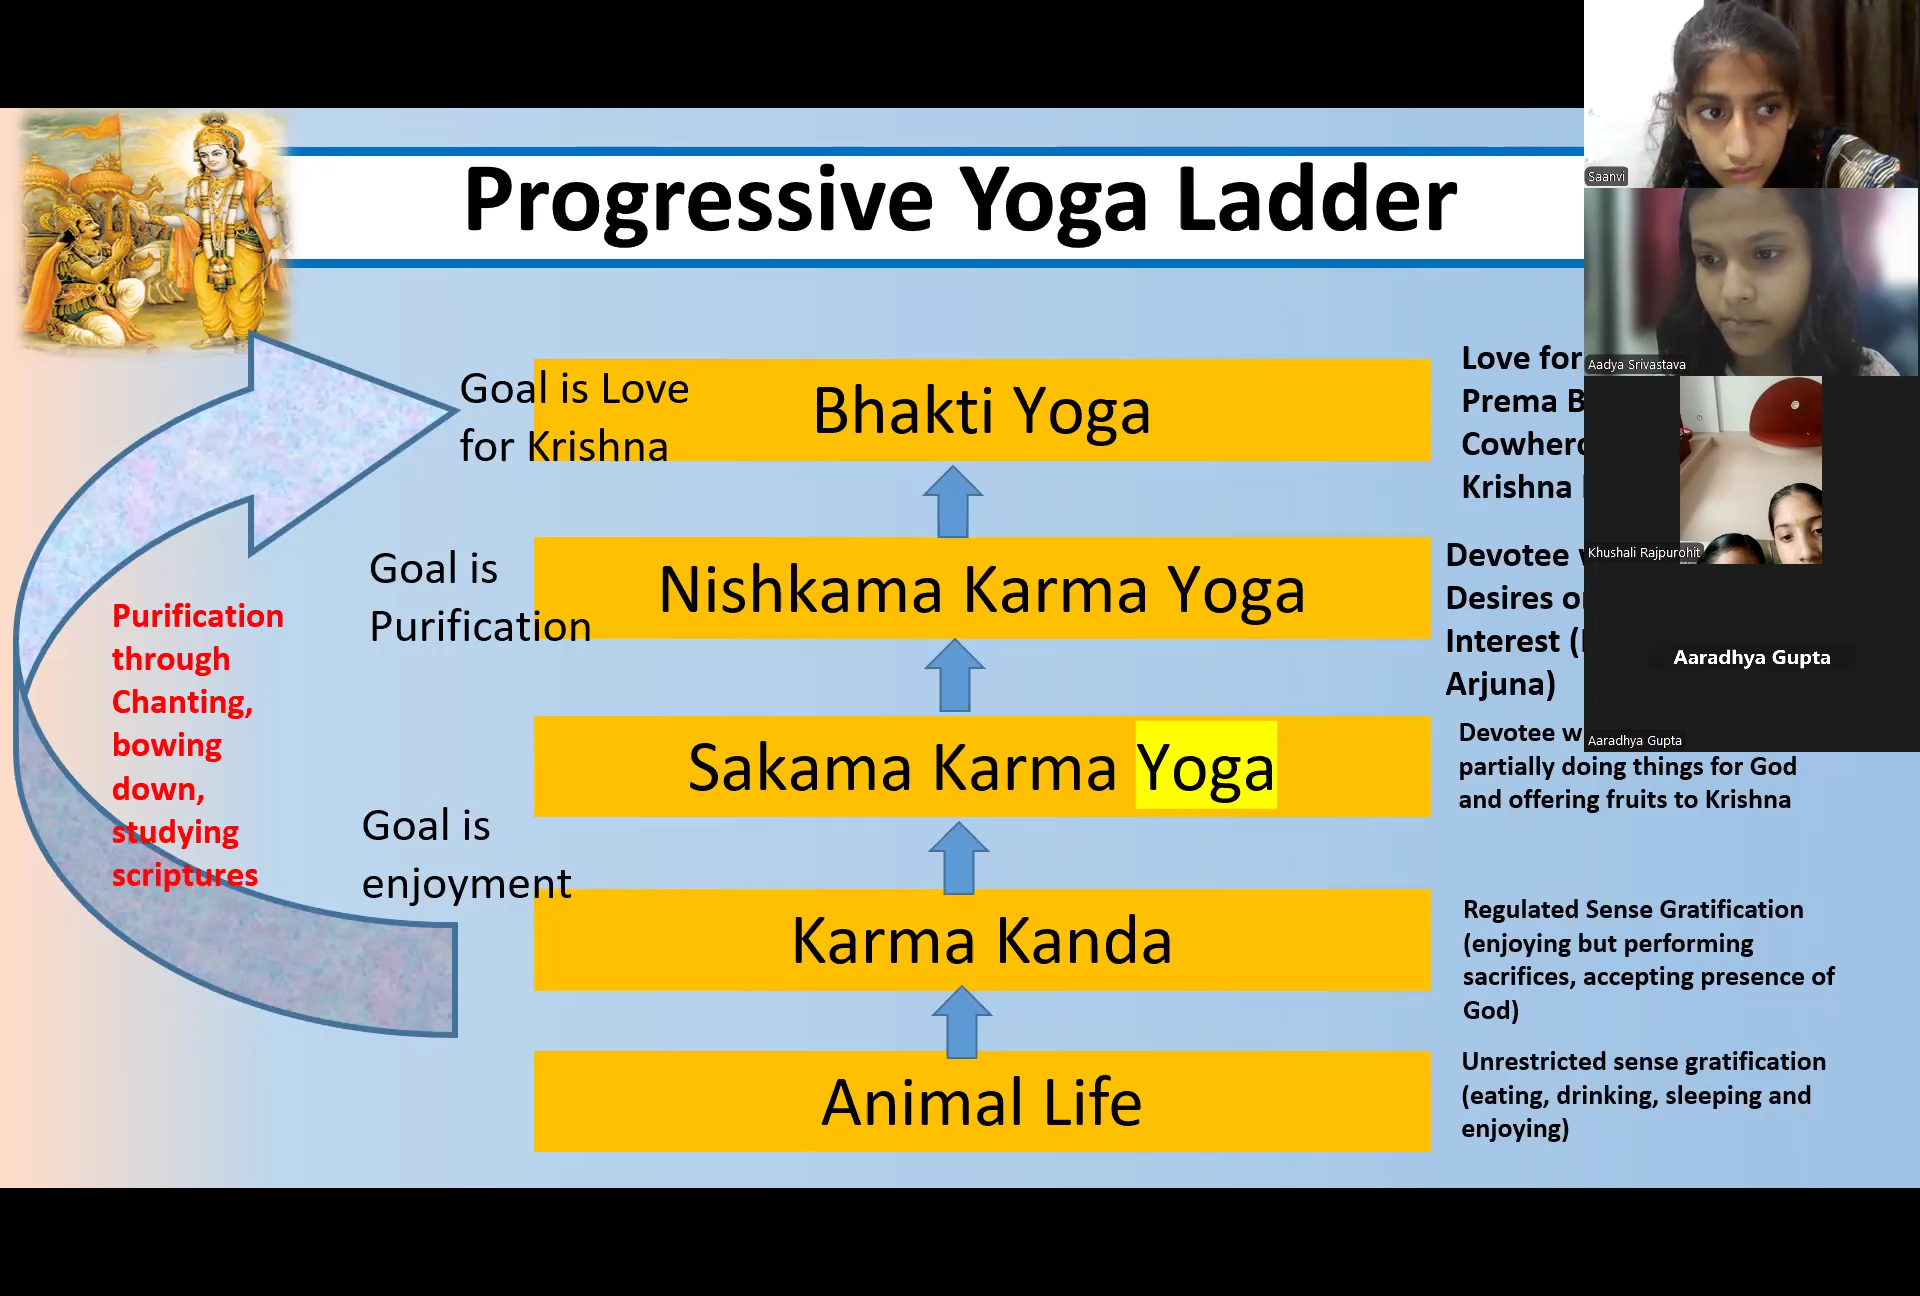 Progressive Yoga Ladder
Goal is Love
for Krishna
Bhakti Yoga
Love for
Prema
Krishna
Goal is
Purification
Nishkama Karma Yoga
Devotee
Desires
Interest
Arjuna)
Purification
through
Chanting,
bowing
down,
studying
scriptures
Sakama Karma Yoga
Devotee
partially doing things for God
and offering fruits to Krishna
Goal is
enjoyment
Karma Kanda
Regulated Sense Gratification
(enjoying but performing
sacrifices, accepting presence of
God)
Animal Life
Unrestricted sense gratification
(eating, drinking, sleeping and
enjoying)
Saanvi
Aadya Srivastava
Khushali Rajpurohit
Aaradhya Gupta
Aaradhya Gupta